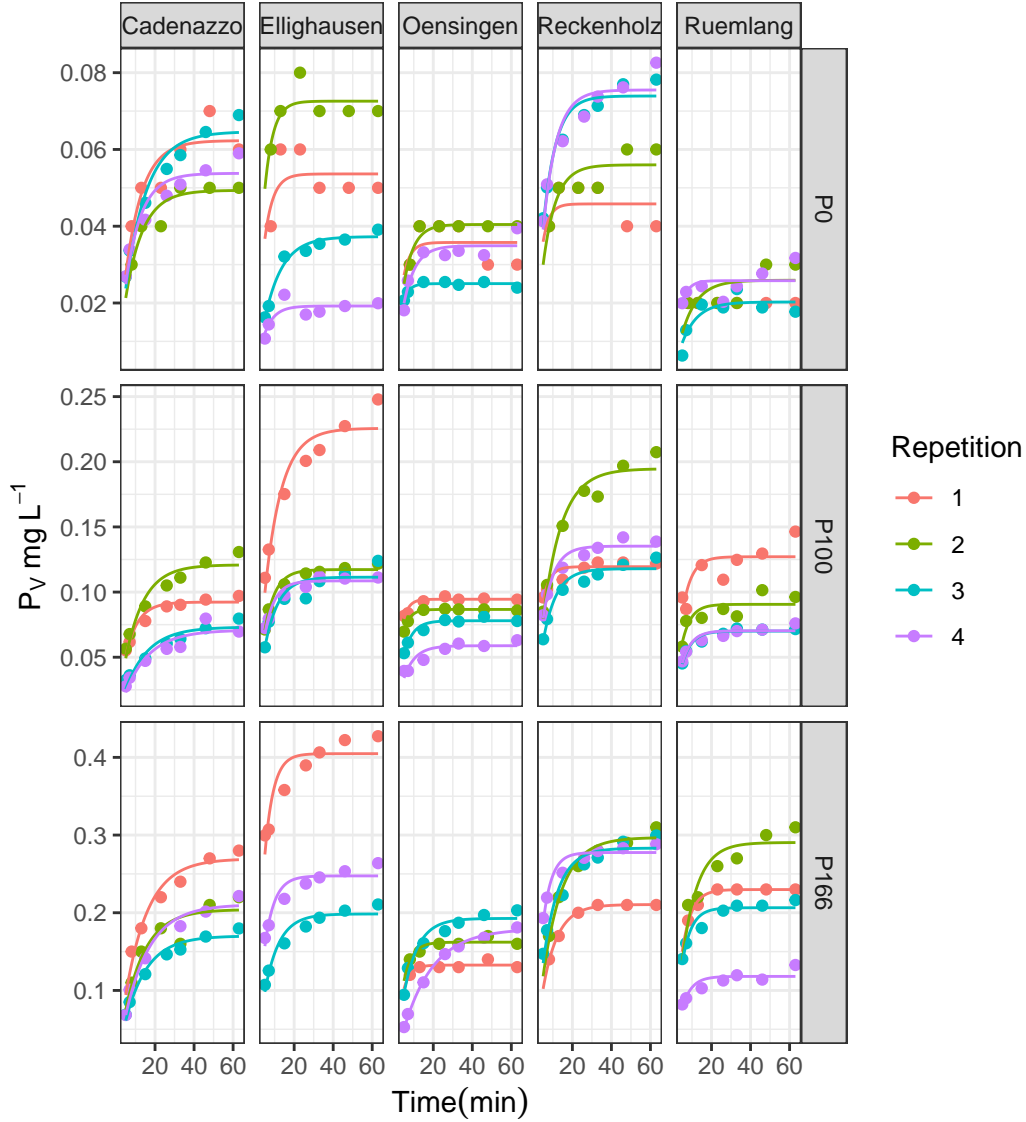 Cadenazzo Ellighausen Oensingen Reckenholz Ruemlang
0.08
0.06
0.04
0.02
P0
0.25
0.20
0.15
0.10
0.05
P100
0.4
0.3
0.2
0.1
P166
20 40 60 20 40 60 20 40 60 20 40 60 20 40 60
Time(min)
P_V mg L⁻¹
Repetition
1
2
3
4